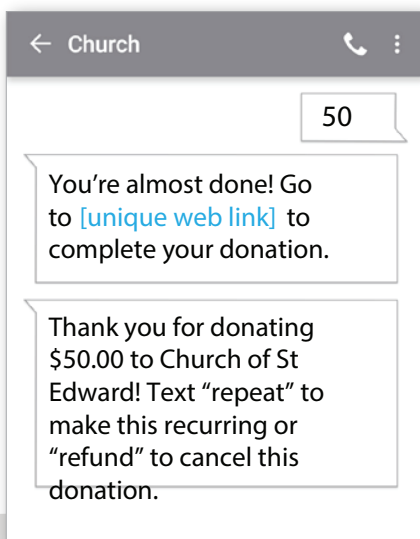 Church
50
You’re almost done! Go
to [unique web link] to
complete your donation.
Thank you for donating
$50.00 to Church of St
Edward! Text “repeat” to
make this recurring or
“refund” to cancel this
donation.